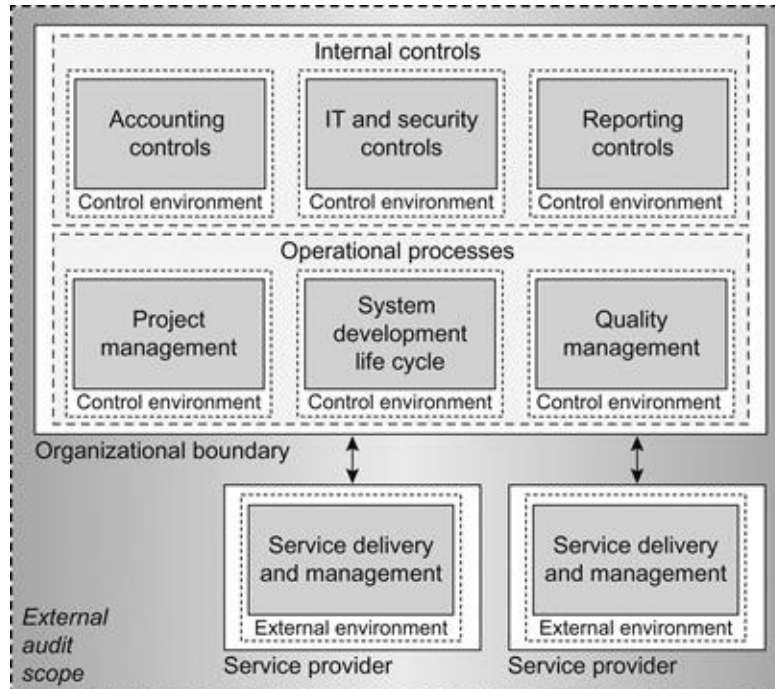 Internal controls
Accounting
controls
IT and security
controls
Reporting
controls
Control environment
Control environment
Control environment
Operational processes
Project
management
System
development
life cycle
Quality
management
Control environment
Control environment
Control environment
Organizational boundary
Service delivery
and management
Service delivery
and management
External environment
External environment
External
audit
scope
Service provider
Service provider